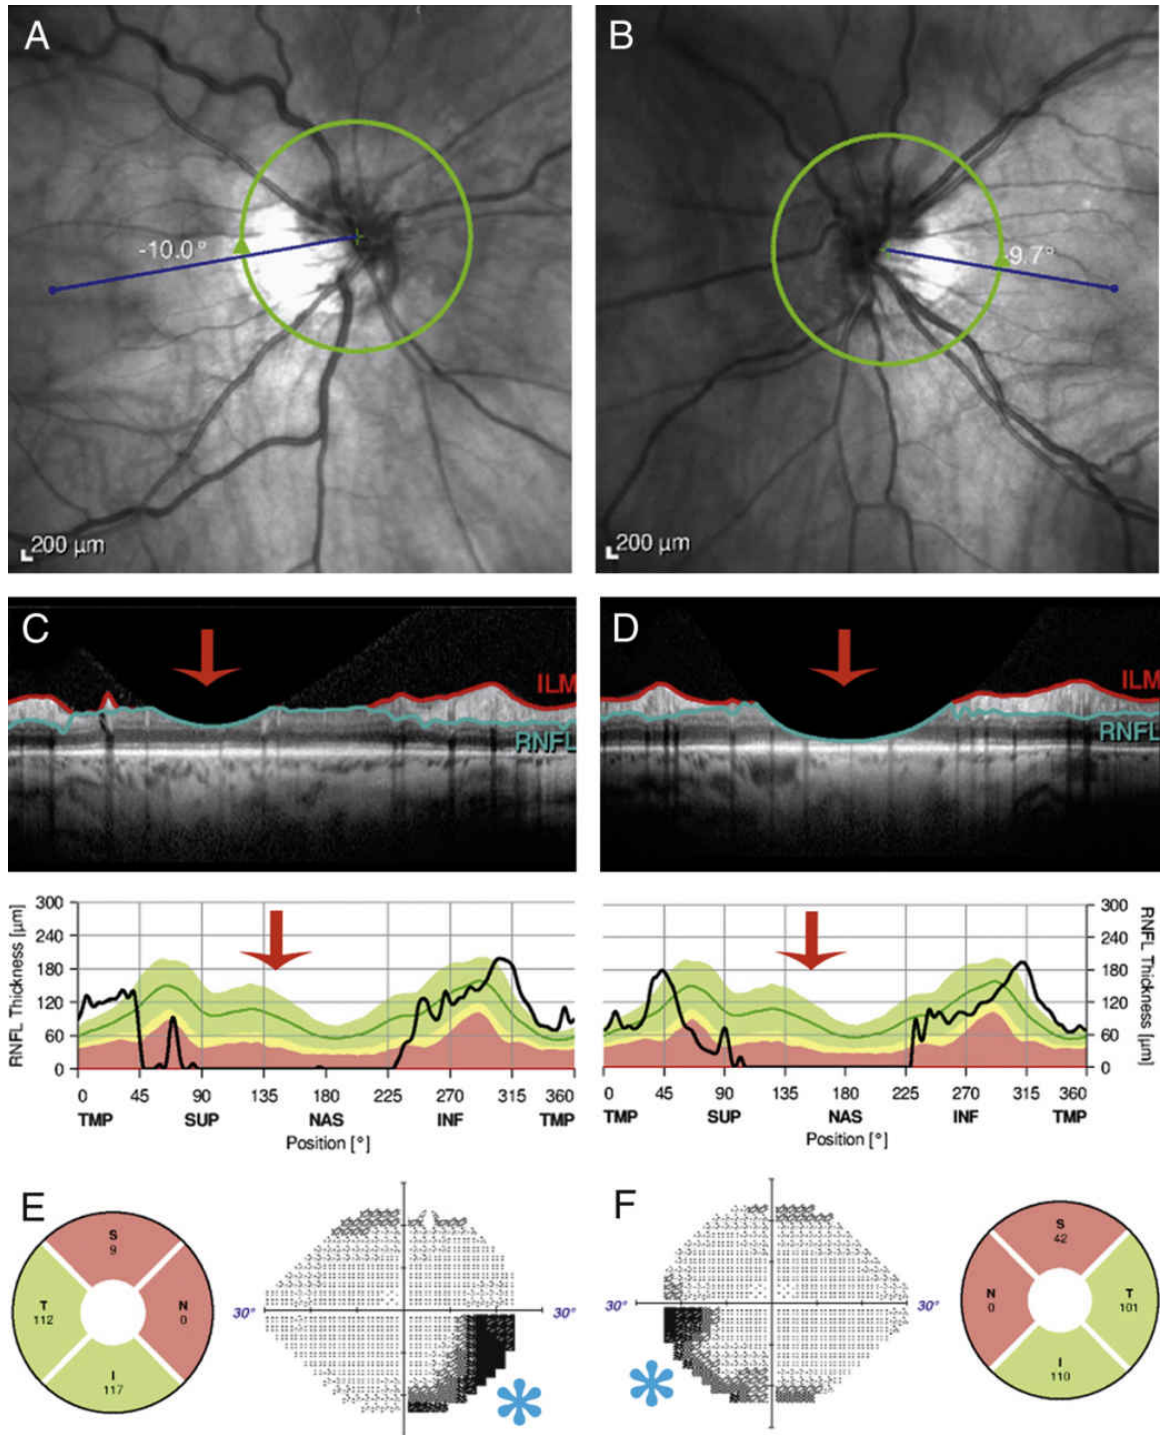 A
B
-10.0°
-9.7°
200 µm
200 µm
C
D
ILM
ILM
RNFL
RNFL
RNFL Thickness [µm]
300
240
180
120
60
0
300
240
180
120
60
0
RNFL Thickness [µm]
0 45 90 135 180 225 270 315 360
TMP SUP NAS INF TMP
Position [°]
0 45 90 135 180 225 270 315 360
TMP SUP NAS INF TMP
Position [°]
E
F
S
9
T
112
N
0
I
117
30° 30°
30° 30°
S
42
N
0
T
101
I
110